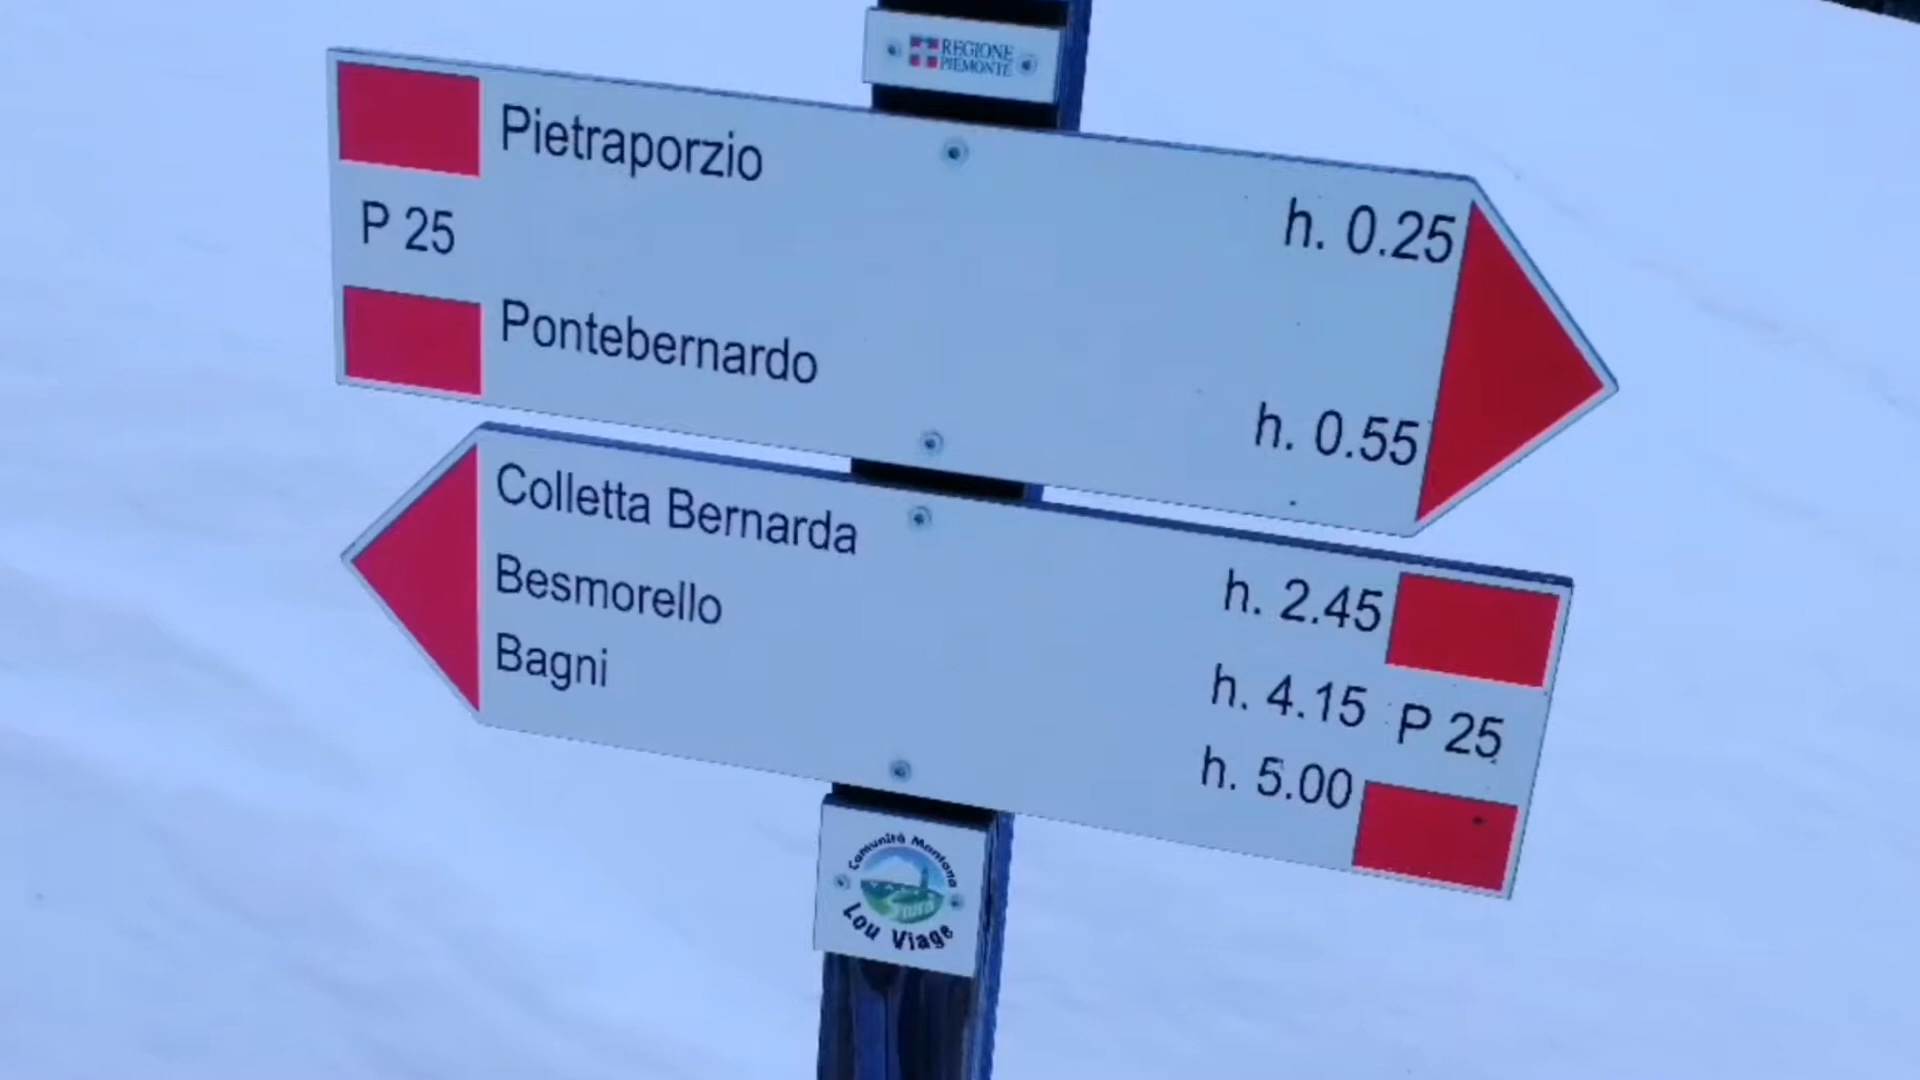 REGIONE
PIEMONTE
Pietraporzio h. 0.25
P 25
Pontebernardo h. 0.55
Colletta Bernarda h. 2.45
Besmorello h. 4.15 P 25
Bagni h. 5.00
Comunità Montana
Stura
Lou Viage